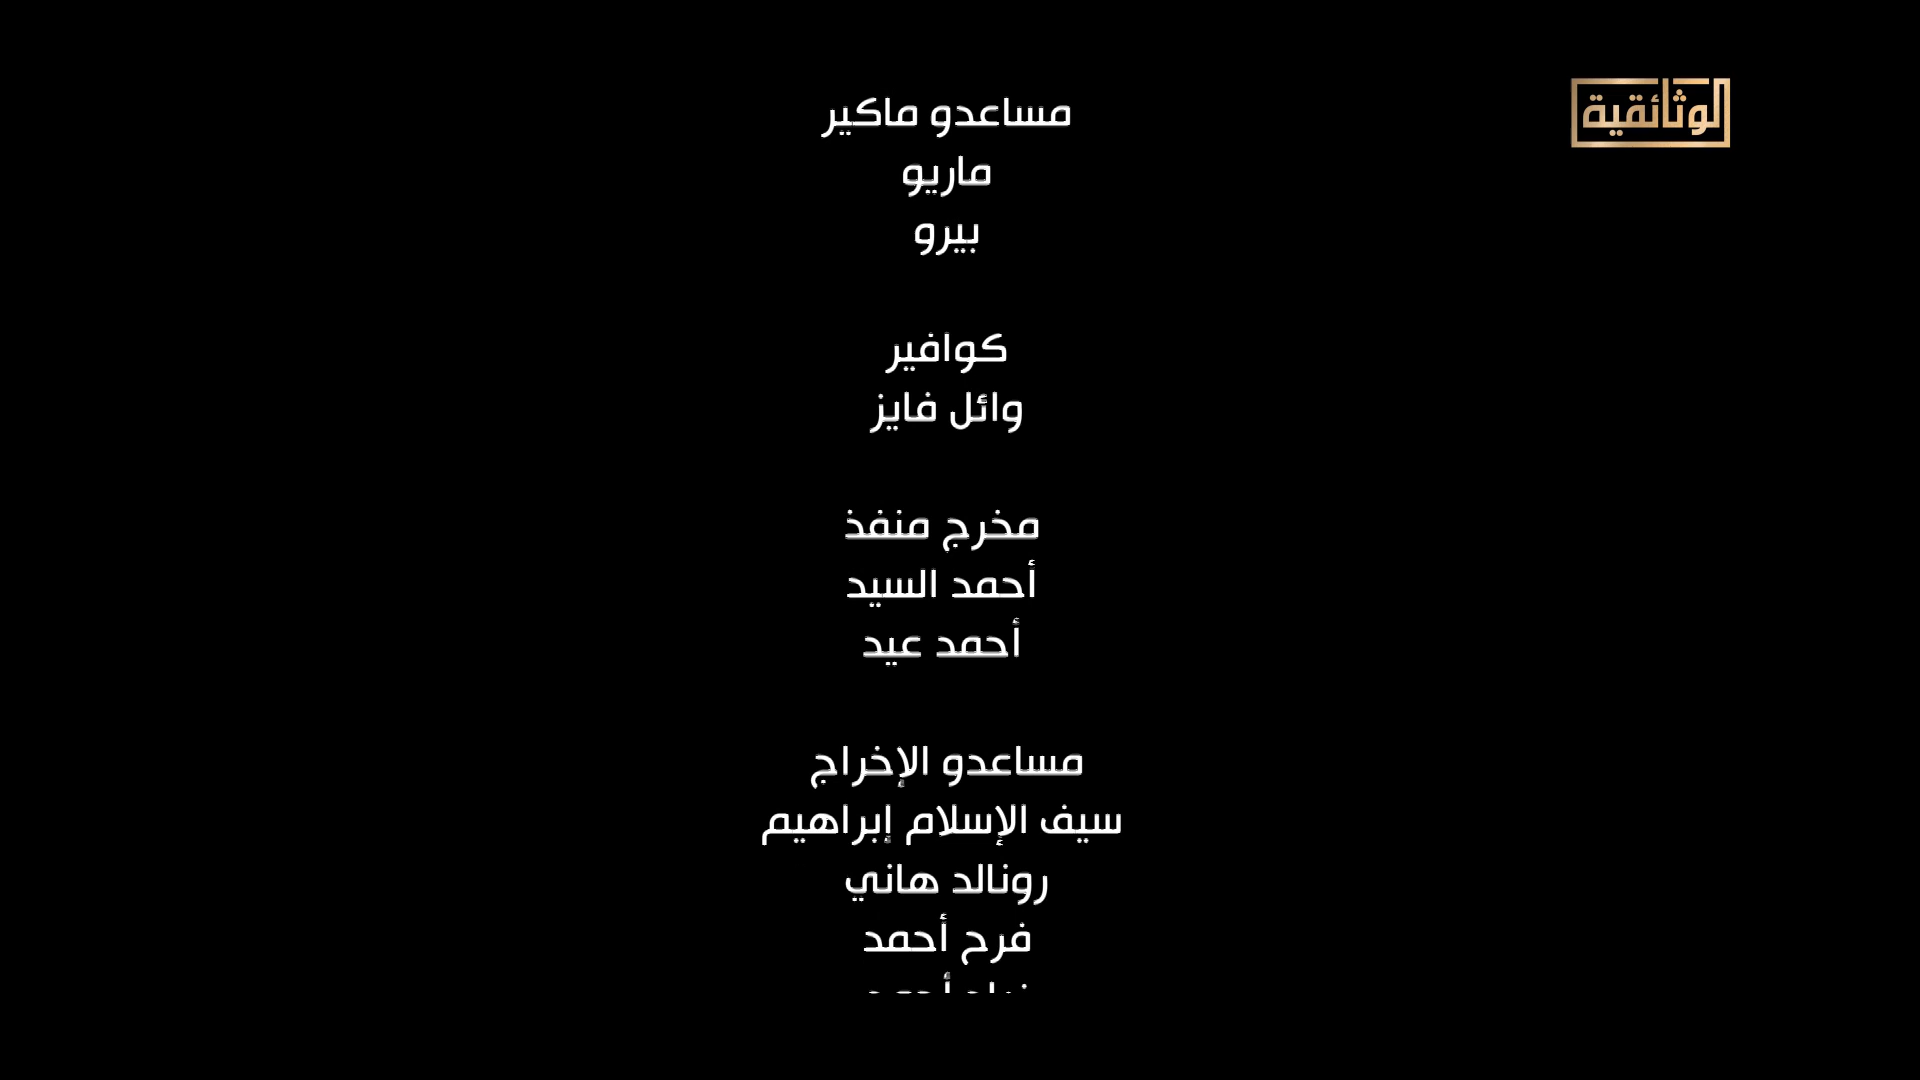 الوثائقية
مساعدو ماكير
ماريو
بيرو
كوافير
وائل فايز
مخرج منفذ
أحمد السيد
أحمد عيد
مساعدو الإخراج
سيف الإسلام إبراهيم
رونالد هاني
فرح أحمد
أحمد